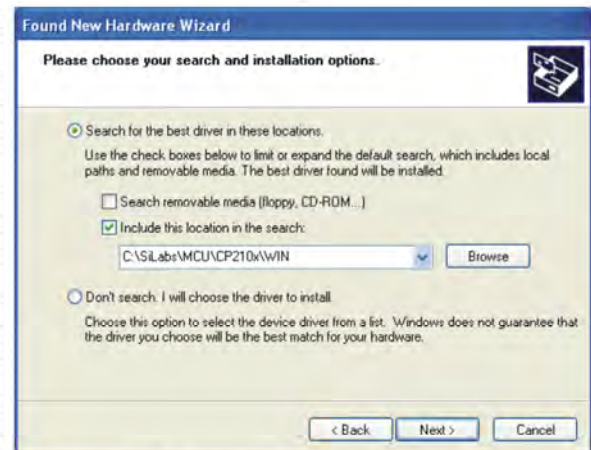 Found New Hardware Wizard
Please choose your search and installation options.
Search for the best driver in these locations.
Use the check boxes below to limit or expand the default search, which includes local
paths and removable media. The best driver found will be installed.
Search removable media (floppy, CD-ROM...)
Include this location in the search:
C:\SiLabs\MCU\CP210x\WIN
Browse
Don't search. I will choose the driver to install.
Choose this option to select the device driver from a list. Windows does not guarantee that
the driver you choose will be the best match for your hardware.
< Back
Next >
Cancel